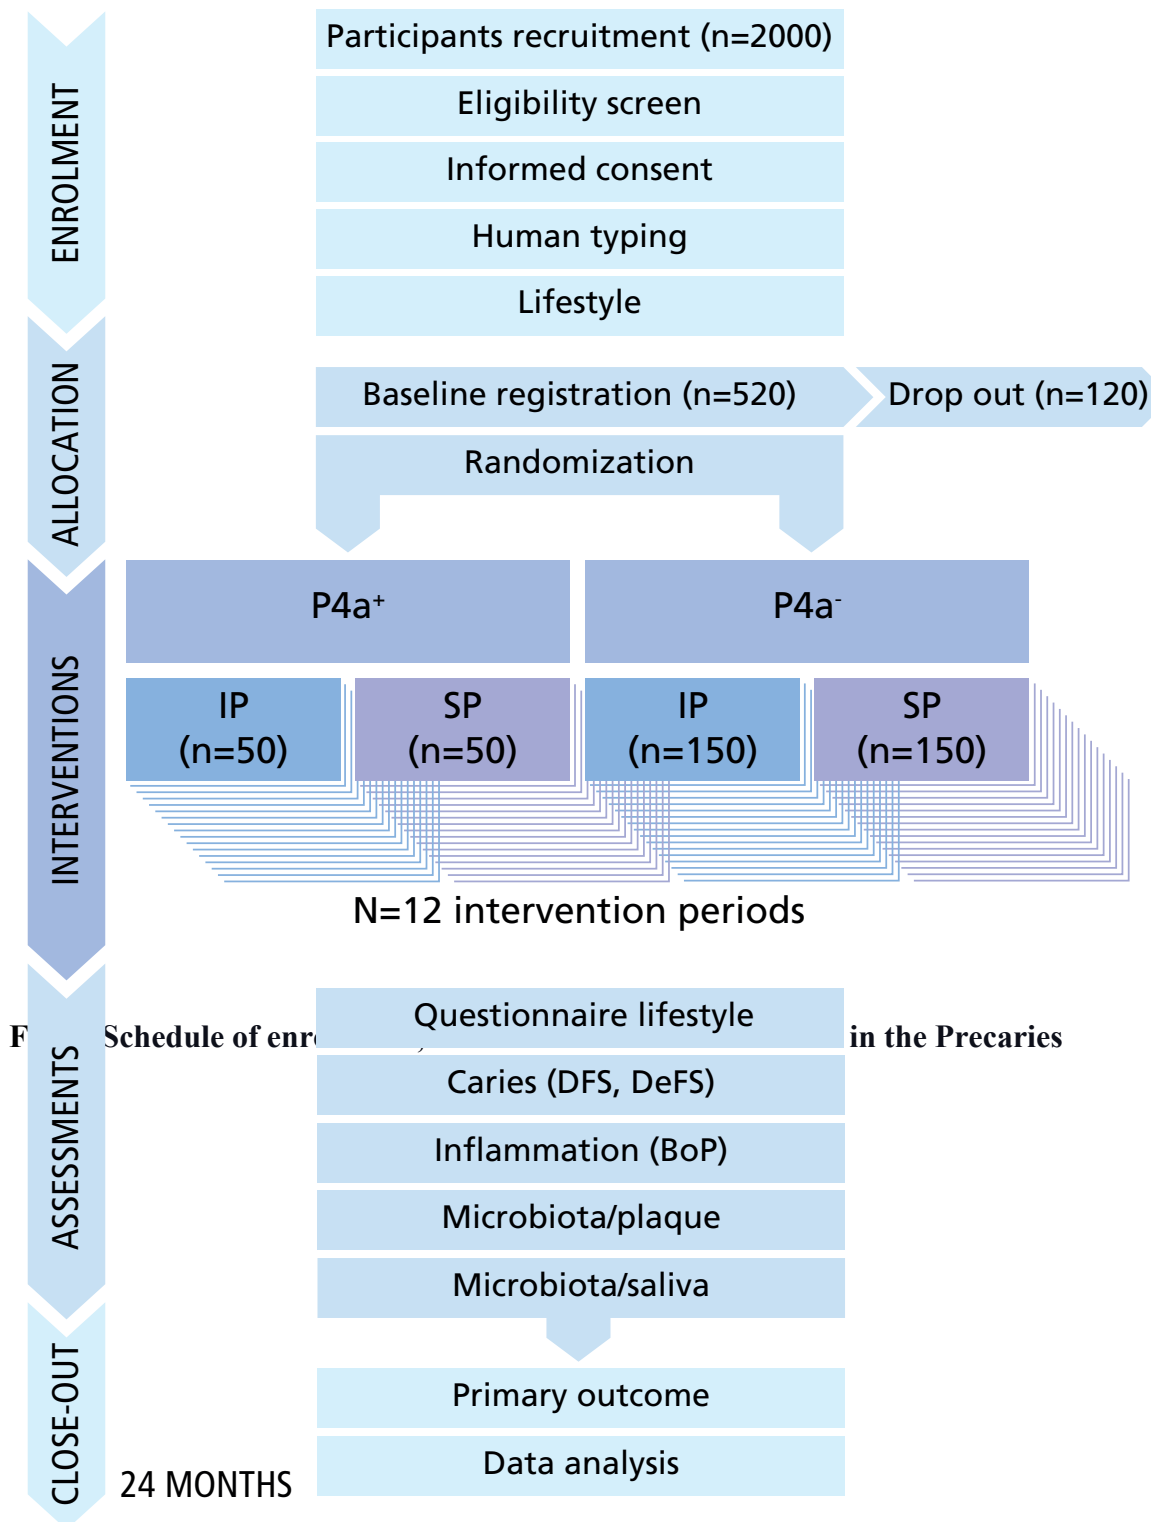 ENROLMENT
Participants recruitment (n=2000)
Eligibility screen
Informed consent
Human typing
Lifestyle
ALLOCATION
Baseline registration (n=520)
Drop out (n=120)
Randomization
INTERVENTIONS
P4a⁺
P4a⁻
IP
(n=50)
SP
(n=50)
IP
(n=150)
SP
(n=150)
N=12 intervention periods
ASSESSMENTS
Questionnaire lifestyle
Schedule of in the Precaries
Caries (DFS, DeFS)
Inflammation (BoP)
Microbiota/plaque
Microbiota/saliva
CLOSE-OUT
Primary outcome
Data analysis
24 MONTHS